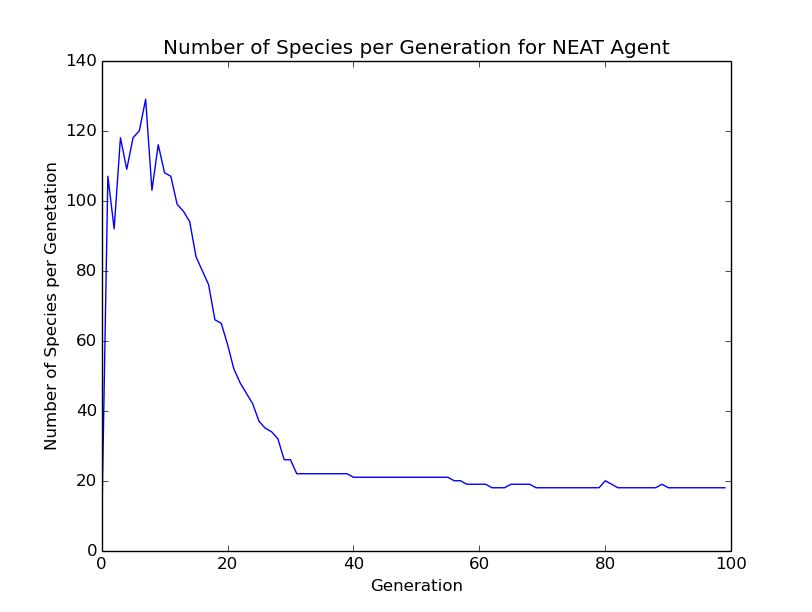 Number of Species per Generation for NEAT Agent
Number of Species per Genetation
140
120
100
80
60
40
20
0
0 20 40 60 80 100
Generation